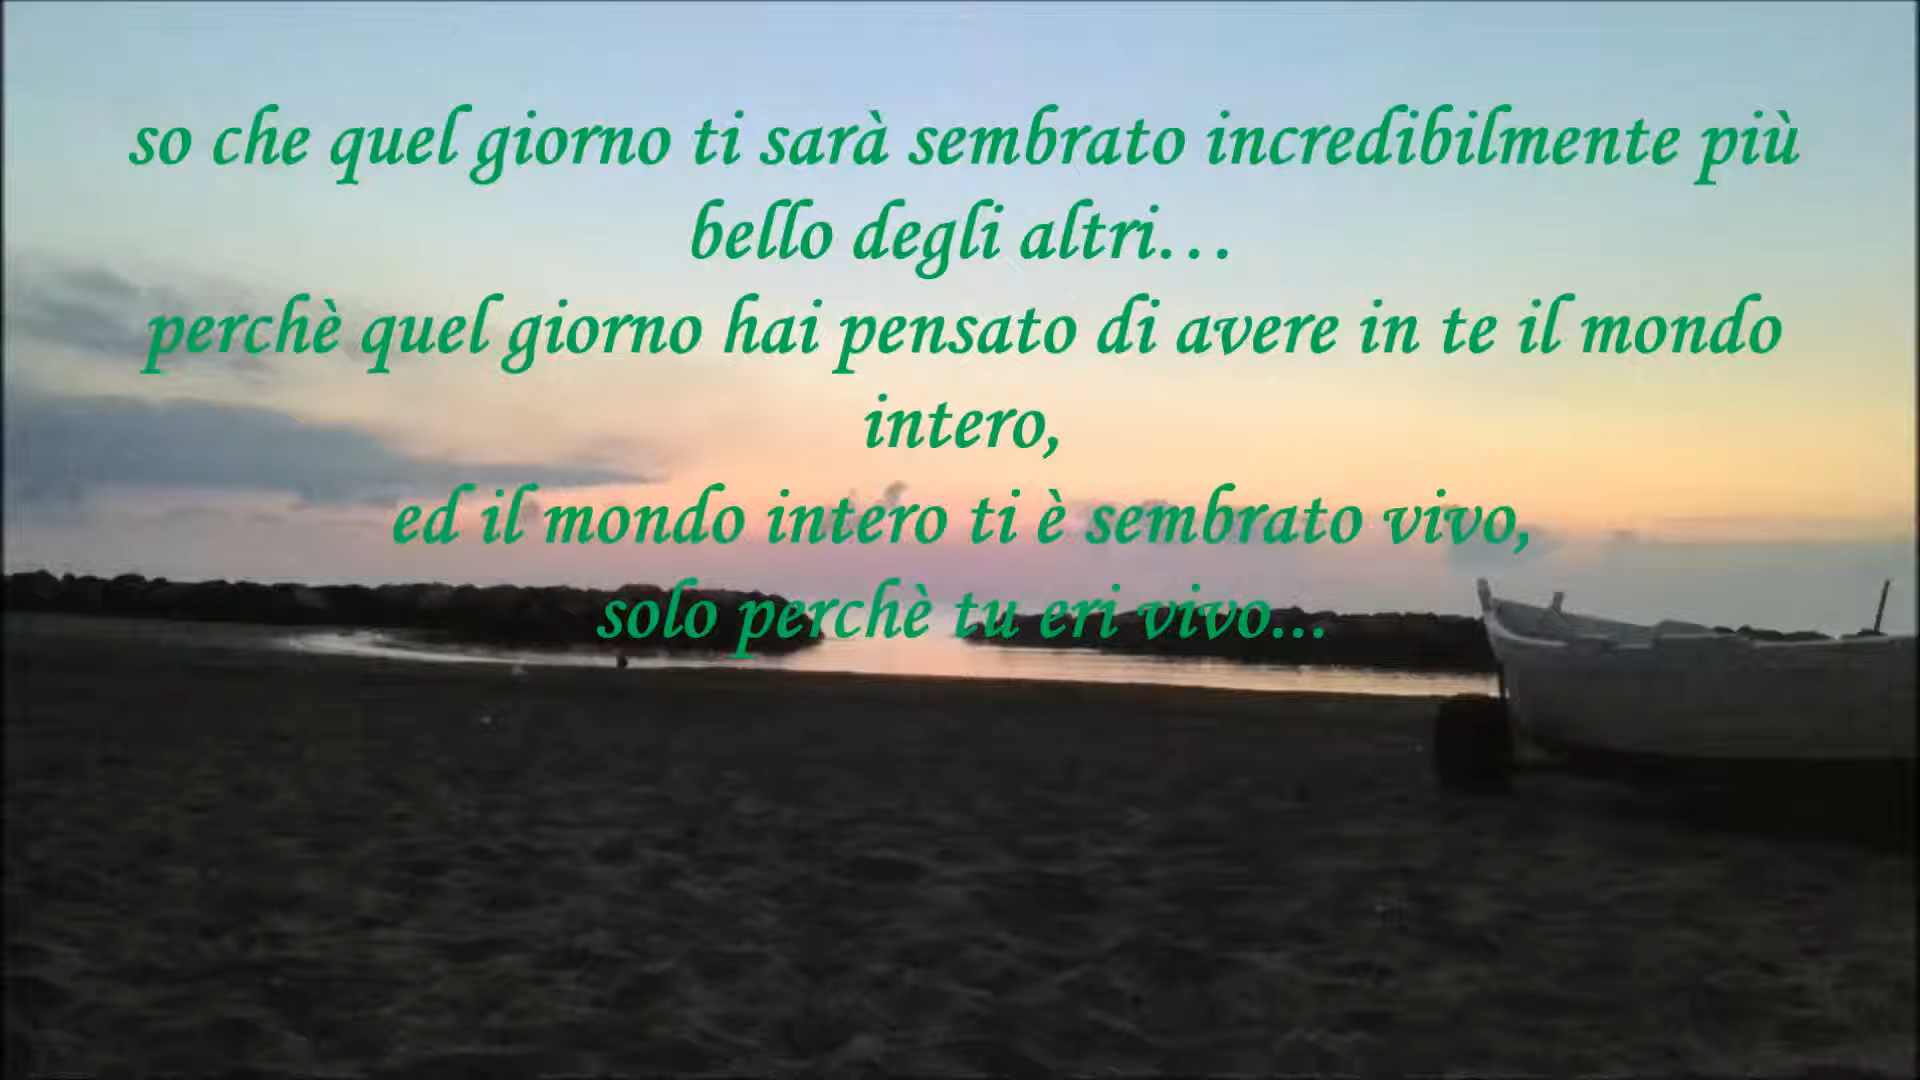 so che quel giorno ti sarà sembrato incredibilmente più
bello degli altri…
perchè quel giorno hai pensato di avere in te il mondo
intero,
ed il mondo intero ti è sembrato vivo,
solo perchè tu eri vivo...